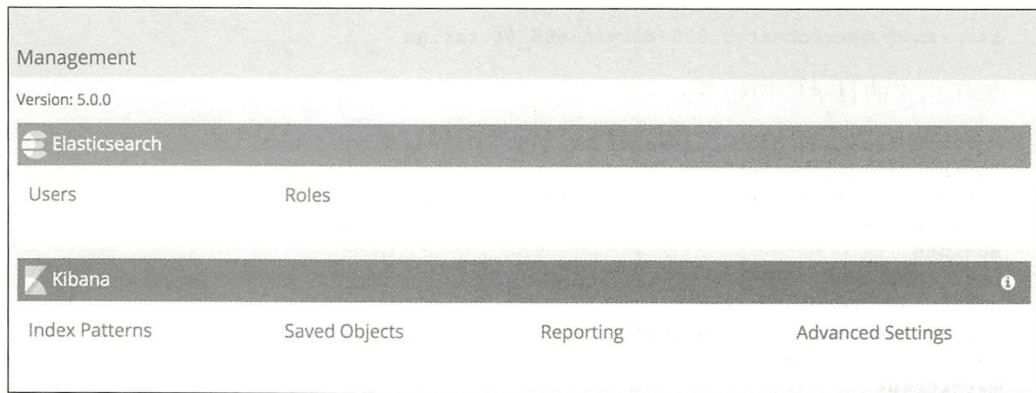 Management
Version: 5.0.0
Elasticsearch
Users Roles
Kibana
Index Patterns Saved Objects Reporting Advanced Settings